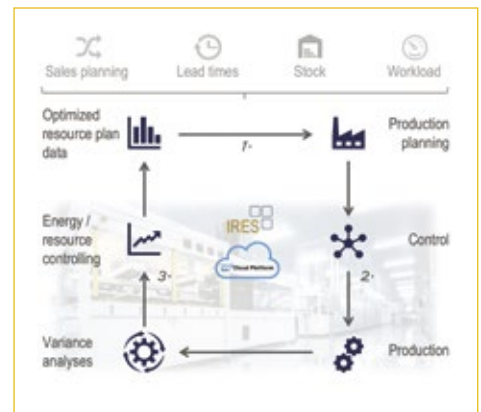 Sales planning
Lead times
Stock
Workload
Optimized
resource plan
data
1-
Production
planning
Energy /
resource
controlling
IRES
Cloud Platform
Control
3-
2-
Variance
analyses
Production